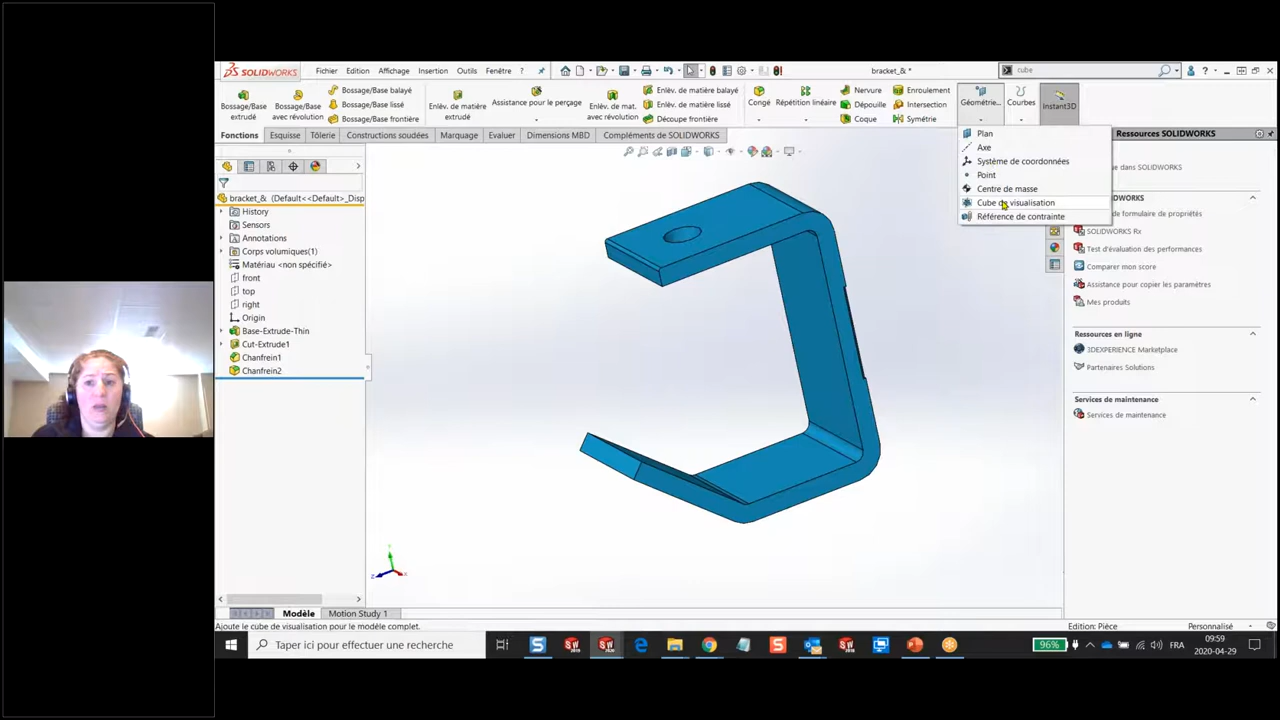 SOLIDWORKS
Fichier Edition Affichage Insertion Outils Fenêtre ?
bracket_& *
cube
Bossage/Base extrudé
Bossage/Base avec révolution
Bossage/Base balayé
Bossage/Base lissé
Bossage/Base frontière
Enlèv. de matière extrudé
Assistance pour le perçage
Enlèv. de mat. avec révolution
Enlèv. de matière balayé
Enlèv. de matière lissé
Découpe frontière
Congé
Répétition linéaire
Nervure
Dépouille
Coque
Enroulement
Intersection
Symétrie
Géométrie...
Courbes
Instant3D
Fonctions Esquisse Tôlerie Constructions soudées Marquage Evaluer Dimensions MBD Compléments de SOLIDWORKS
Plan
Axe
Système de coordonnées
Point
Centre de masse
Cube de visualisation
Référence de contrainte
bracket_& (Default<<Default>_Disp
History
Sensors
Annotations
Corps volumiques(1)
Matériau <non spécifié>
front
top
right
Origin
Base-Extrude-Thin
Cut-Extrude1
Chanfrein1
Chanfrein2
Ressources SOLIDWORKS
ue dans SOLIDWORKS
WORKS
de formulaire de propriétés
SOLIDWORKS Rx
Test d'évaluation des performances
Comparer mon score
Assistance pour copier les paramètres
Mes produits
Ressources en ligne
3DEXPERIENCE Marketplace
Partenaires Solutions
Services de maintenance
Services de maintenance
Modèle Motion Study 1
Ajoute le cube de visualisation pour le modèle complet.
Edition: Pièce
Personnalisé
Taper ici pour effectuer une recherche
96%
FRA
09:59
2020-04-29